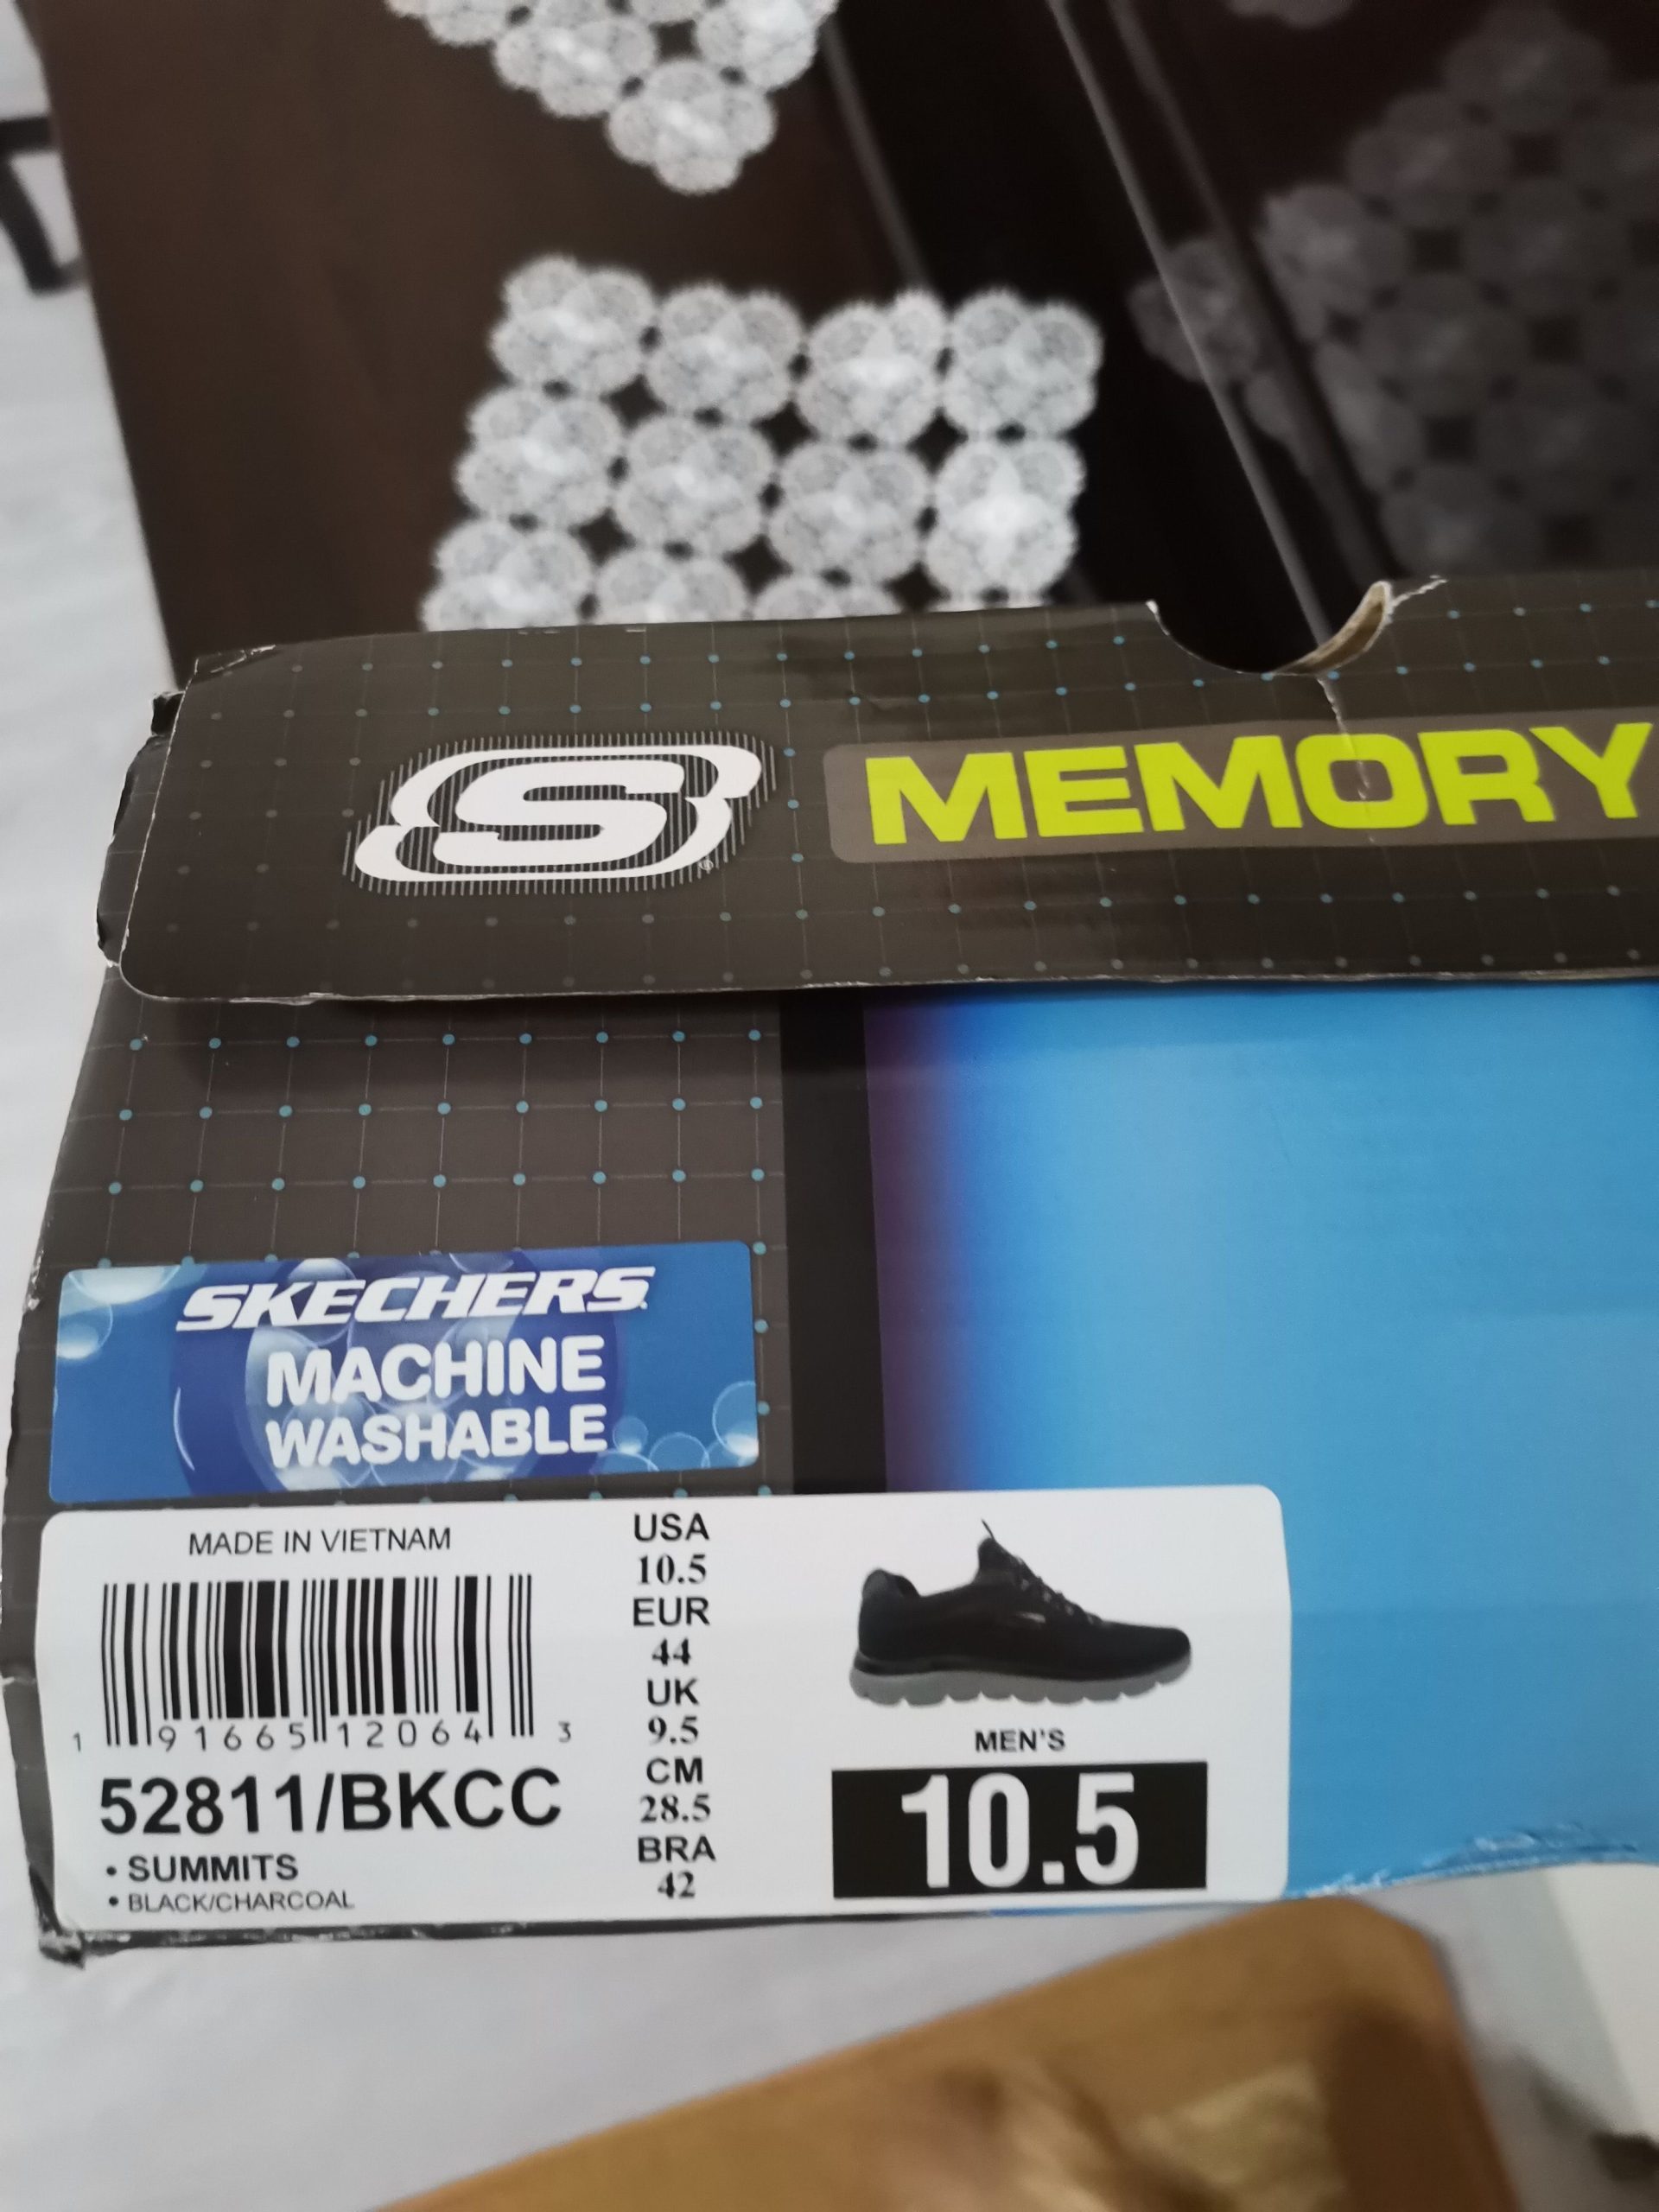 S
MEMORY
SKECHERS
MACHINE
WASHABLE
MADE IN VIETNAM
1 91665 12064 3
52811/BKCC
• SUMMITS
• BLACK/CHARCOAL
USA
10.5
EUR
44
UK
9.5
CM
28.5
BRA
42
MEN'S
10.5